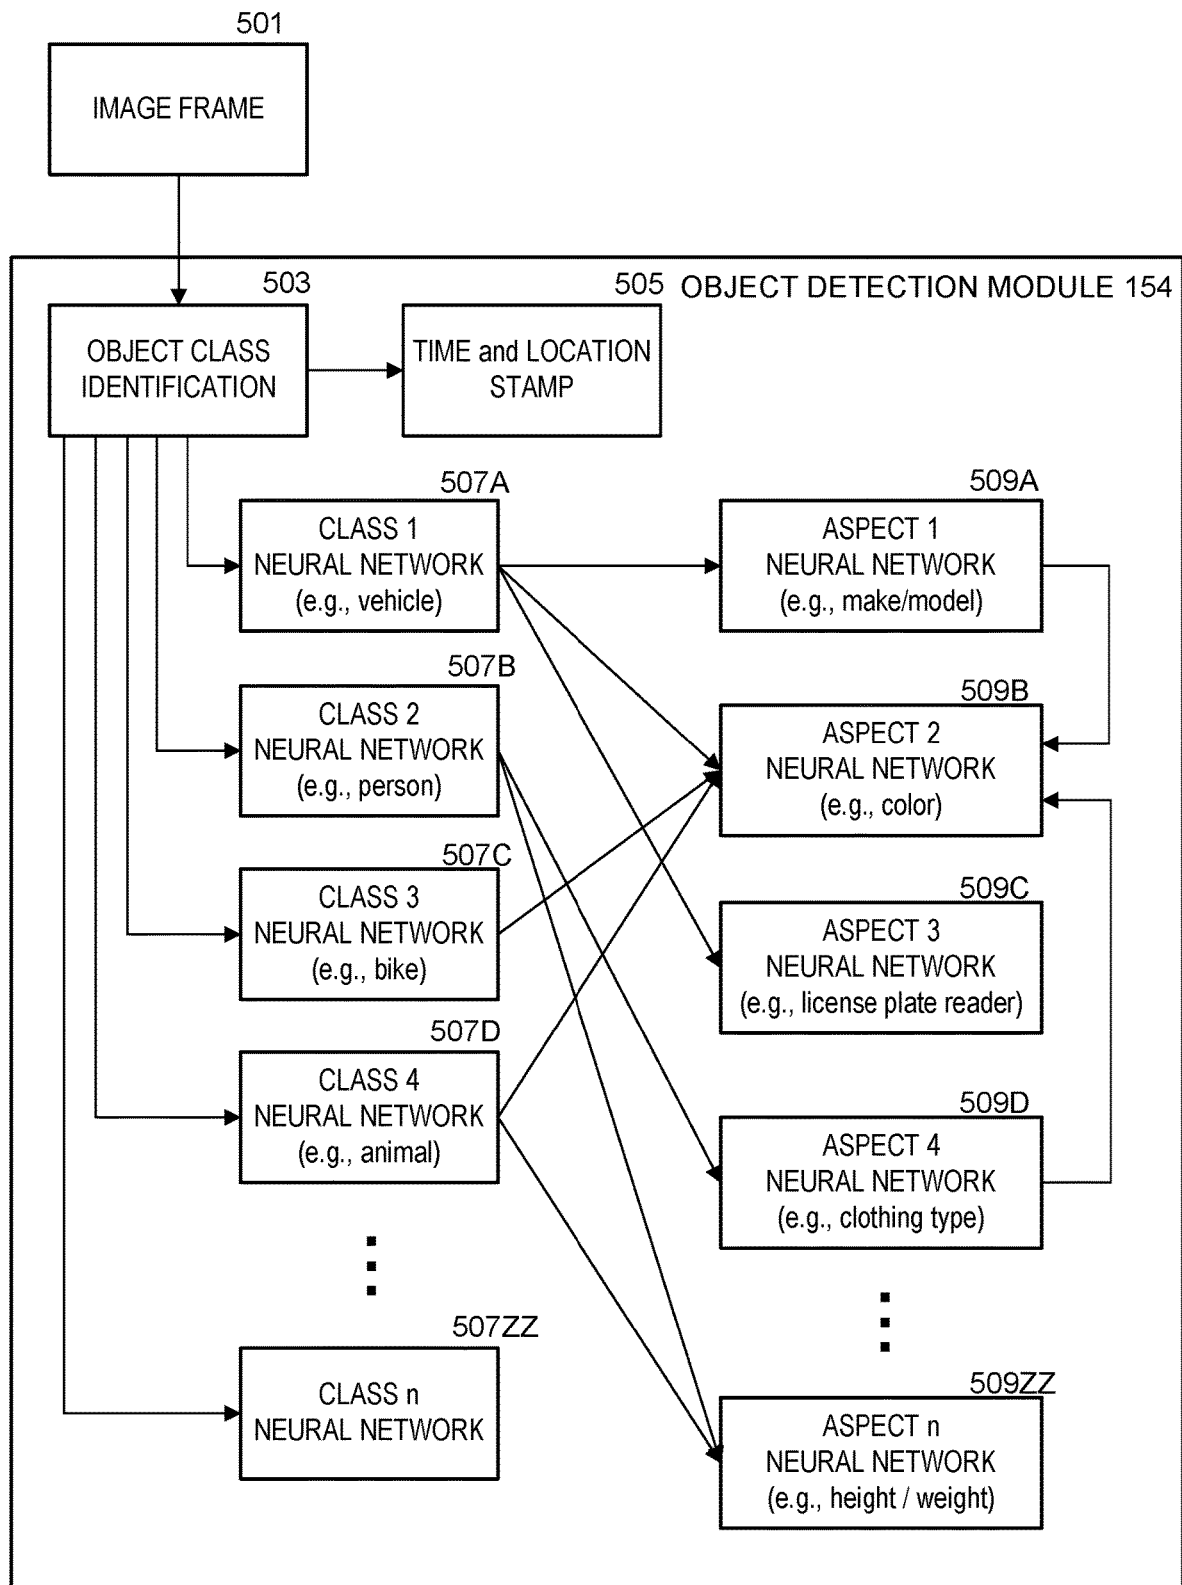 501
IMAGE FRAME
OBJECT DETECTION MODULE 154
503
OBJECT CLASS
IDENTIFICATION
505
TIME and LOCATION
STAMP
507A
CLASS 1
NEURAL NETWORK
(e.g., vehicle)
509A
ASPECT 1
NEURAL NETWORK
(e.g., make/model)
507B
CLASS 2
NEURAL NETWORK
(e.g., person)
509B
ASPECT 2
NEURAL NETWORK
(e.g., color)
507C
CLASS 3
NEURAL NETWORK
(e.g., bike)
509C
ASPECT 3
NEURAL NETWORK
(e.g., license plate reader)
507D
CLASS 4
NEURAL NETWORK
(e.g., animal)
509D
ASPECT 4
NEURAL NETWORK
(e.g., clothing type)
507ZZ
CLASS n
NEURAL NETWORK
509ZZ
ASPECT n
NEURAL NETWORK
(e.g., height / weight)